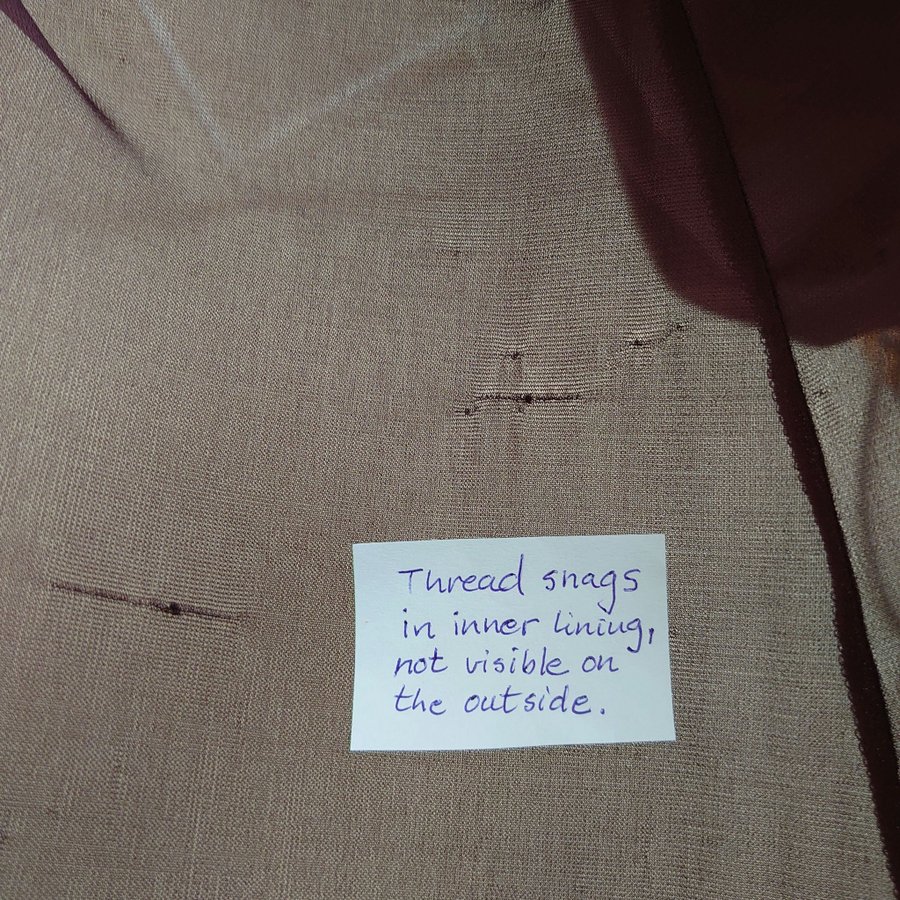 Thread snags
in inner lining,
not visible on
the outside.